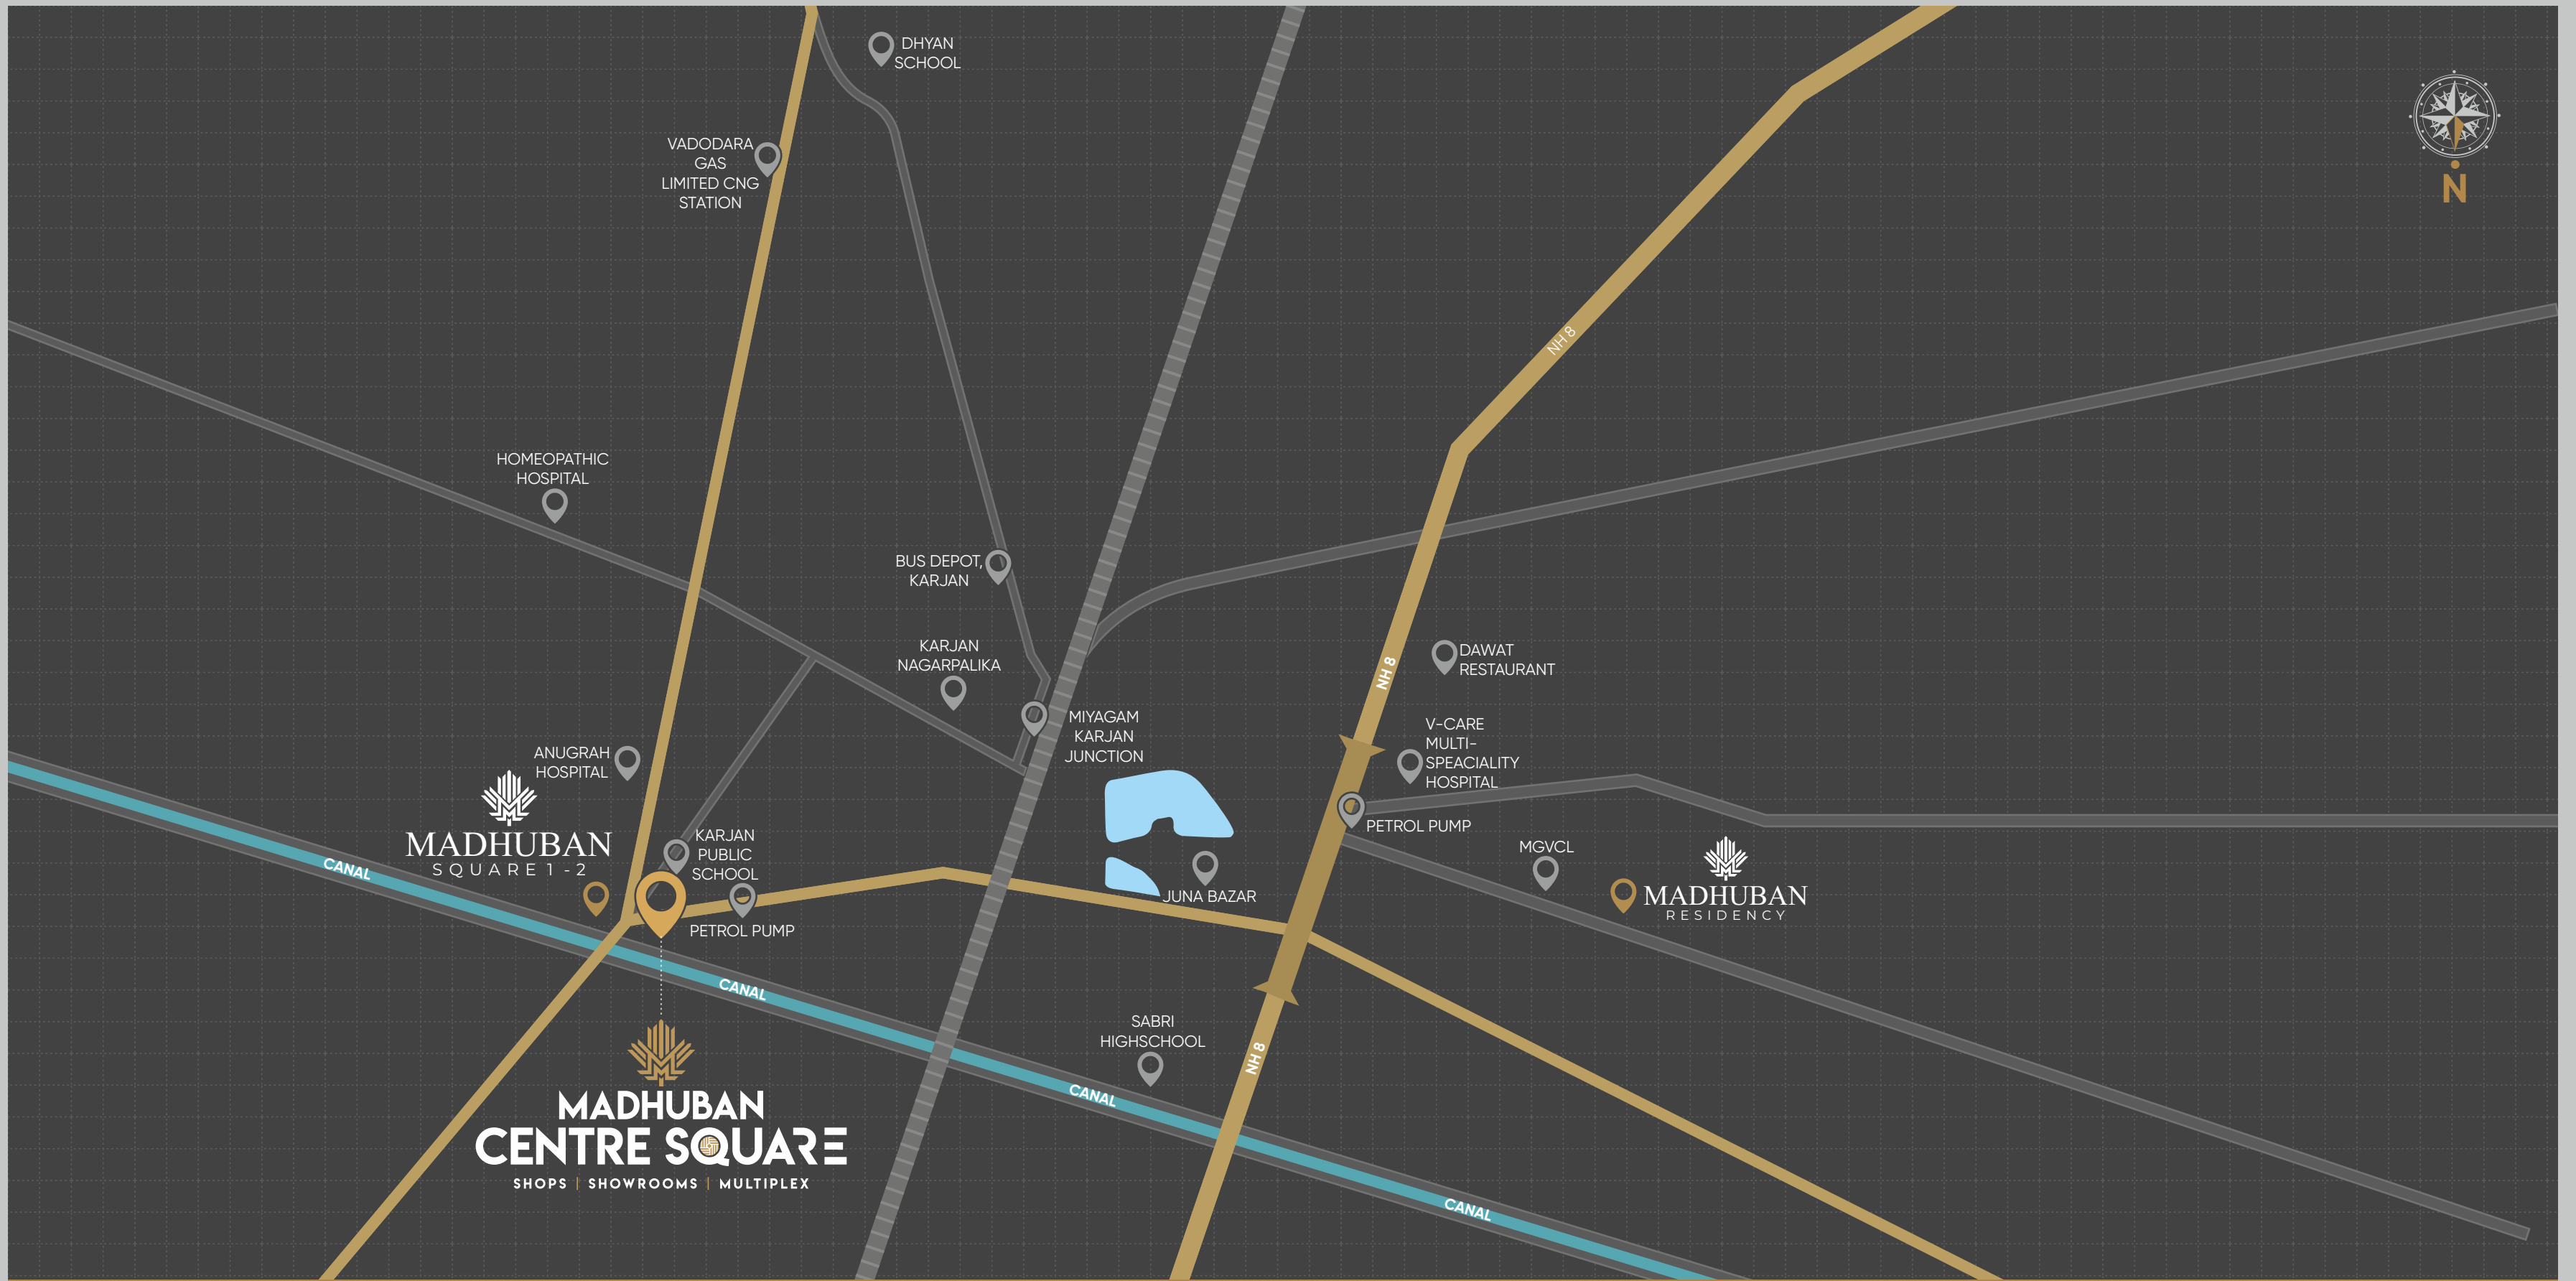 DHYAN
SCHOOL
VADODARA
GAS
LIMITED CNG
STATION
N
NH 8
HOMEOPATHIC
HOSPITAL
BUS DEPOT,
KARJAN
KARJAN
NAGARPALIKA
DAWAT
RESTAURANT
NH 8
MIYAGAM
KARJAN
JUNCTION
V-CARE
MULTI-
SPEACIALITY
HOSPITAL
ANUGRAH
HOSPITAL
MADHUBAN
SQUARE 1 - 2
CANAL
KARJAN
PUBLIC
SCHOOL
PETROL PUMP
PETROL PUMP
MGVCL
JUNA BAZAR
MADHUBAN
RESIDENCY
CANAL
SABRI
HIGHSCHOOL
NH 8
CANAL
MADHUBAN
CENTRE SQUARE
SHOPS | SHOWROOMS | MULTIPLEX
CANAL